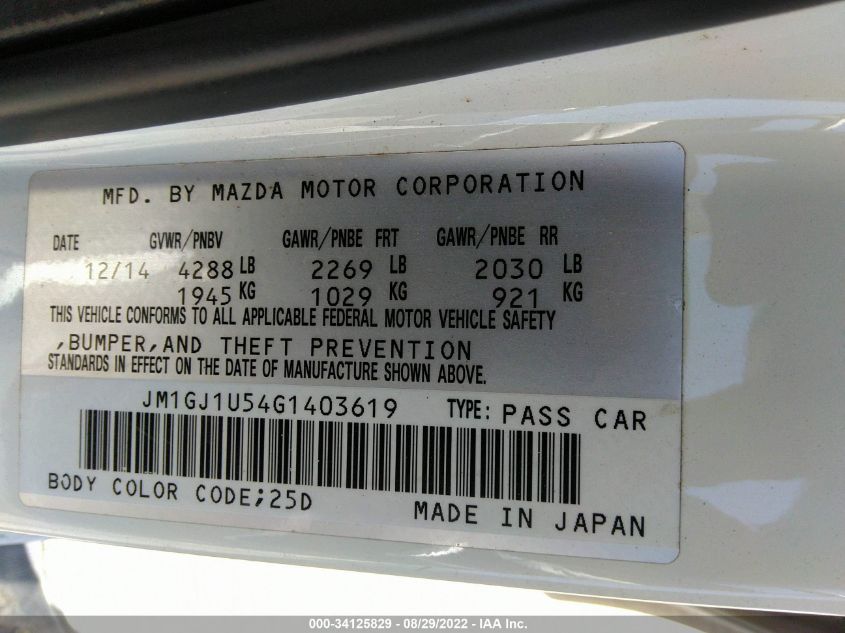 MFD. BY MAZDA MOTOR CORPORATION
DATE GVWR/PNBV GAWR/PNBE FRT GAWR/PNBE RR
12/14 4288 LB 2269 LB 2030 LB
1945 KG 1029 KG 921 KG
THIS VEHICLE CONFORMS TO ALL APPLICABLE FEDERAL MOTOR VEHICLE SAFETY
,BUMPER,AND THEFT PREVENTION
STANDARDS IN EFFECT ON THE DATE OF MANUFACTURE SHOWN ABOVE.
JM1GJ1U54G1403619 TYPE: PASS CAR
BODY COLOR CODE;25D
MADE IN JAPAN
000-34125829 - 08/29/2022 - IAA Inc.